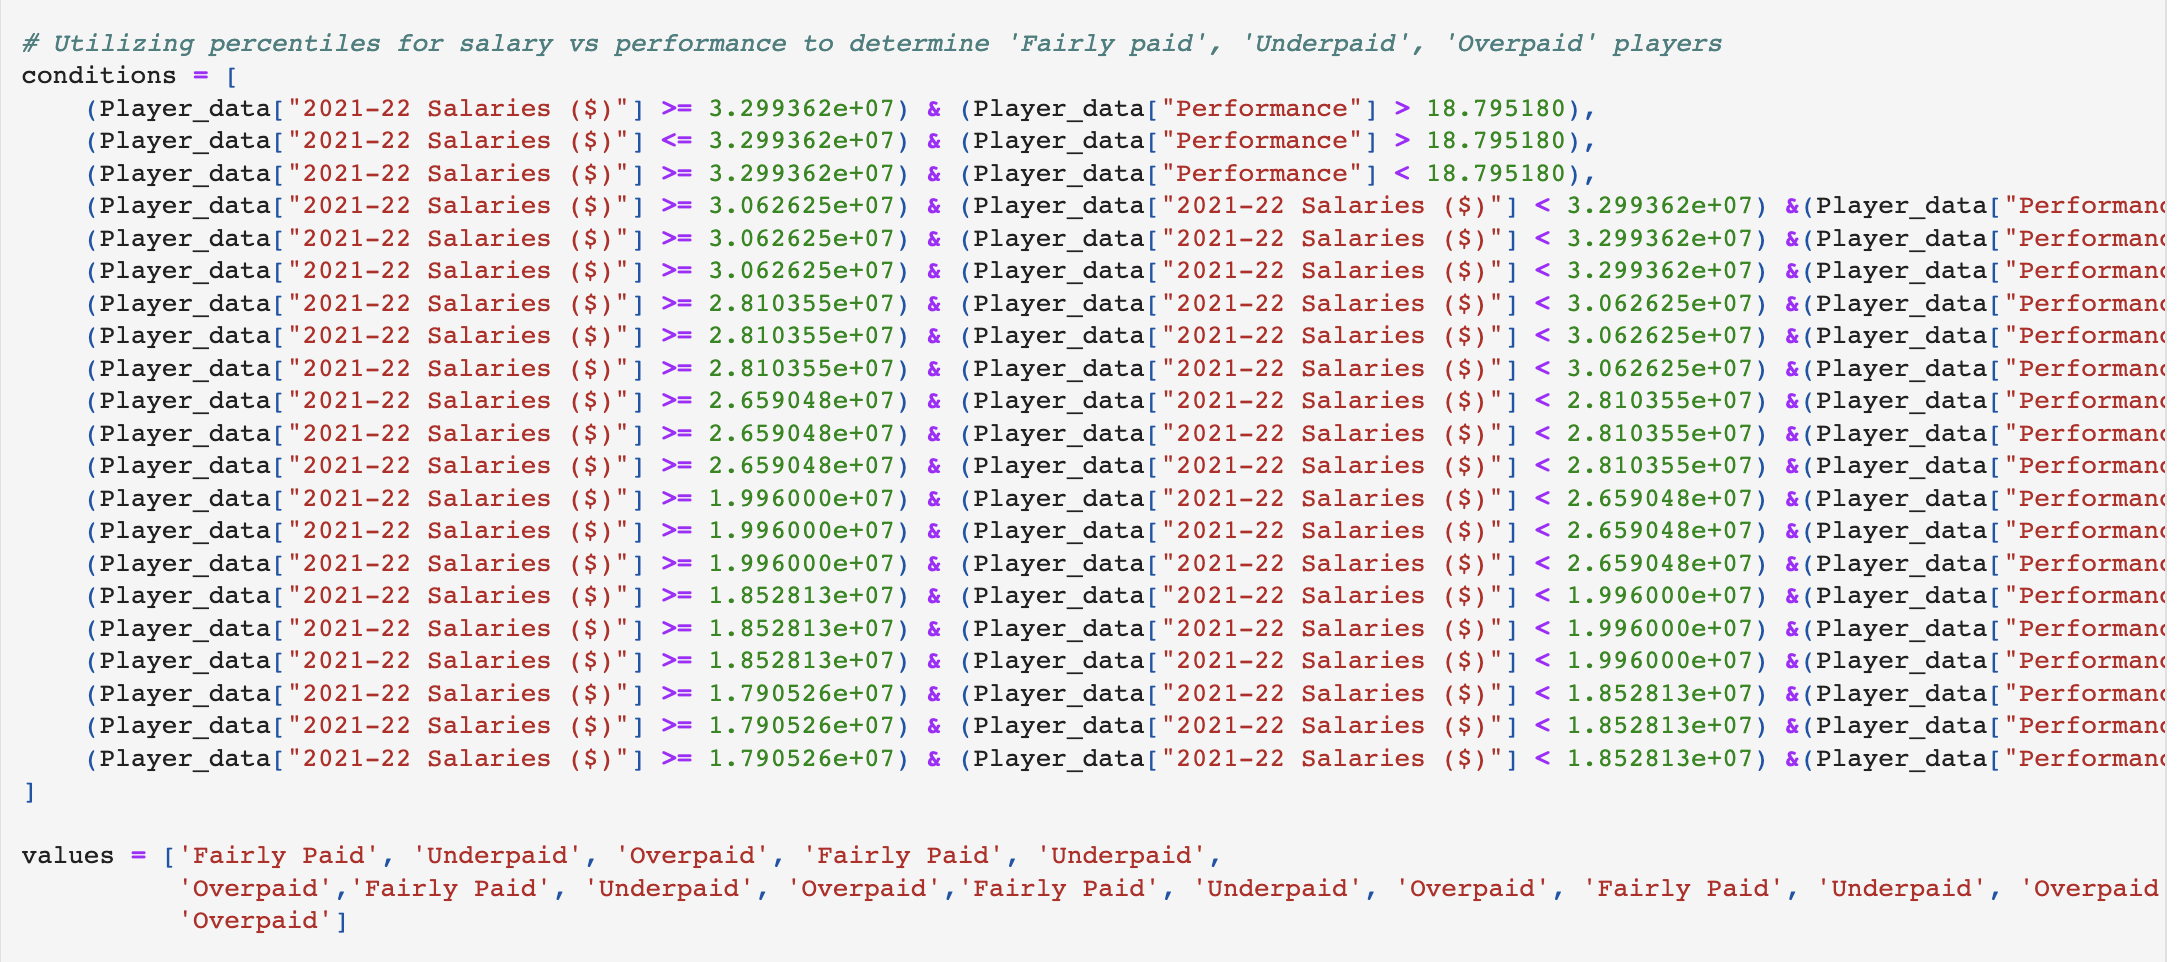 # Utilizing percentiles for salary vs performance to determine 'Fairly paid', 'Underpaid', 'Overpaid' players
conditions = [
    (Player_data["2021-22 Salaries ($)"] >= 3.299362e+07) & (Player_data["Performance"] > 18.795180),
    (Player_data["2021-22 Salaries ($)"] <= 3.299362e+07) & (Player_data["Performance"] > 18.795180),
    (Player_data["2021-22 Salaries ($)"] >= 3.299362e+07) & (Player_data["Performance"] < 18.795180),
    (Player_data["2021-22 Salaries ($)"] >= 3.062625e+07) & (Player_data["2021-22 Salaries ($)"] < 3.299362e+07) &(Player_data["Performanc
    (Player_data["2021-22 Salaries ($)"] >= 3.062625e+07) & (Player_data["2021-22 Salaries ($)"] < 3.299362e+07) &(Player_data["Performanc
    (Player_data["2021-22 Salaries ($)"] >= 3.062625e+07) & (Player_data["2021-22 Salaries ($)"] < 3.299362e+07) &(Player_data["Performanc
    (Player_data["2021-22 Salaries ($)"] >= 2.810355e+07) & (Player_data["2021-22 Salaries ($)"] < 3.062625e+07) &(Player_data["Performanc
    (Player_data["2021-22 Salaries ($)"] >= 2.810355e+07) & (Player_data["2021-22 Salaries ($)"] < 3.062625e+07) &(Player_data["Performanc
    (Player_data["2021-22 Salaries ($)"] >= 2.810355e+07) & (Player_data["2021-22 Salaries ($)"] < 3.062625e+07) &(Player_data["Performanc
    (Player_data["2021-22 Salaries ($)"] >= 2.659048e+07) & (Player_data["2021-22 Salaries ($)"] < 2.810355e+07) &(Player_data["Performanc
    (Player_data["2021-22 Salaries ($)"] >= 2.659048e+07) & (Player_data["2021-22 Salaries ($)"] < 2.810355e+07) &(Player_data["Performanc
    (Player_data["2021-22 Salaries ($)"] >= 2.659048e+07) & (Player_data["2021-22 Salaries ($)"] < 2.810355e+07) &(Player_data["Performanc
    (Player_data["2021-22 Salaries ($)"] >= 1.996000e+07) & (Player_data["2021-22 Salaries ($)"] < 2.659048e+07) &(Player_data["Performanc
    (Player_data["2021-22 Salaries ($)"] >= 1.996000e+07) & (Player_data["2021-22 Salaries ($)"] < 2.659048e+07) &(Player_data["Performanc
    (Player_data["2021-22 Salaries ($)"] >= 1.996000e+07) & (Player_data["2021-22 Salaries ($)"] < 2.659048e+07) &(Player_data["Performanc
    (Player_data["2021-22 Salaries ($)"] >= 1.852813e+07) & (Player_data["2021-22 Salaries ($)"] < 1.996000e+07) &(Player_data["Performanc
    (Player_data["2021-22 Salaries ($)"] >= 1.852813e+07) & (Player_data["2021-22 Salaries ($)"] < 1.996000e+07) &(Player_data["Performanc
    (Player_data["2021-22 Salaries ($)"] >= 1.852813e+07) & (Player_data["2021-22 Salaries ($)"] < 1.996000e+07) &(Player_data["Performanc
    (Player_data["2021-22 Salaries ($)"] >= 1.790526e+07) & (Player_data["2021-22 Salaries ($)"] < 1.852813e+07) &(Player_data["Performanc
    (Player_data["2021-22 Salaries ($)"] >= 1.790526e+07) & (Player_data["2021-22 Salaries ($)"] < 1.852813e+07) &(Player_data["Performanc
    (Player_data["2021-22 Salaries ($)"] >= 1.790526e+07) & (Player_data["2021-22 Salaries ($)"] < 1.852813e+07) &(Player_data["Performanc
]
values = ['Fairly Paid', 'Underpaid', 'Overpaid', 'Fairly Paid', 'Underpaid',
          'Overpaid','Fairly Paid', 'Underpaid', 'Overpaid','Fairly Paid', 'Underpaid', 'Overpaid', 'Fairly Paid', 'Underpaid', 'Overpaid
          'Overpaid']